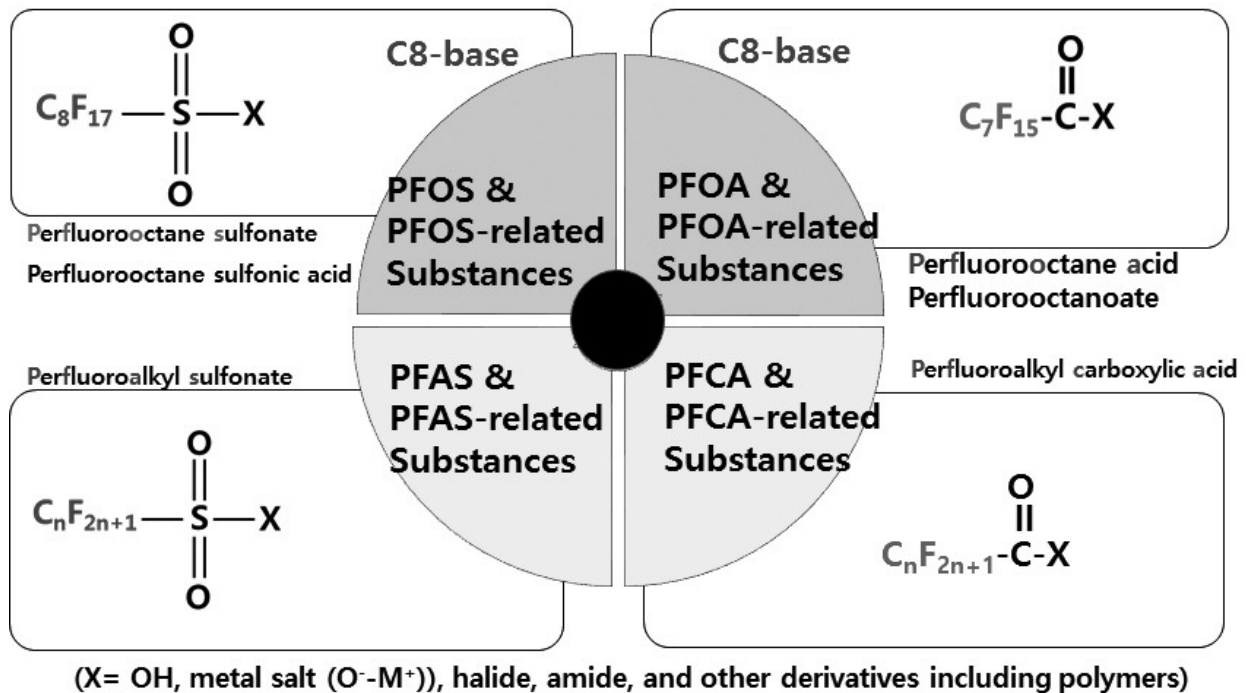 O
C8-base
C₈F₁₇
S
X
O
PFOS &
PFOS-related
Substances
Perfluorooctane sulfonate
Perfluorooctane sulfonic acid
C8-base
O
C₇F₁₅-C-X
PFOA &
PFOA-related
Substances
Perfluorooctane acid
Perfluorooctanoate
Perfluoroalkyl sulfonate
PFAS &
PFAS-related
Substances
O
CₙF₂ₙ₊₁
S
X
O
Perfluoroalkyl carboxylic acid
PFCA &
PFCA-related
Substances
O
CₙF₂ₙ₊₁-C-X
(X= OH, metal salt (O⁻-M⁺)), halide, amide, and other derivatives including polymers)